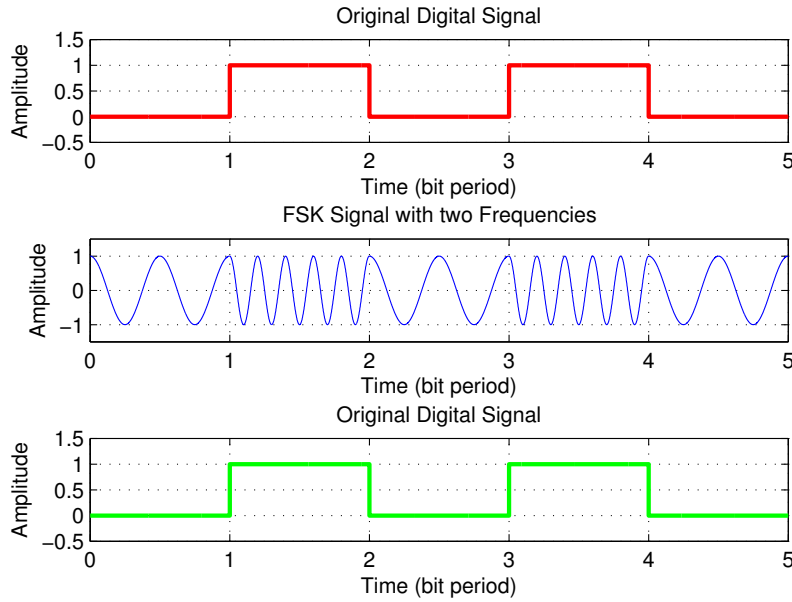 Original Digital Signal
1.5
1
0.5
0
−0.5
Amplitude
0 1 2 3 4 5
Time (bit period)
FSK Signal with two Frequencies
1
0
−1
Amplitude
0 1 2 3 4 5
Time (bit period)
Original Digital Signal
1.5
1
0.5
0
−0.5
Amplitude
0 1 2 3 4 5
Time (bit period)